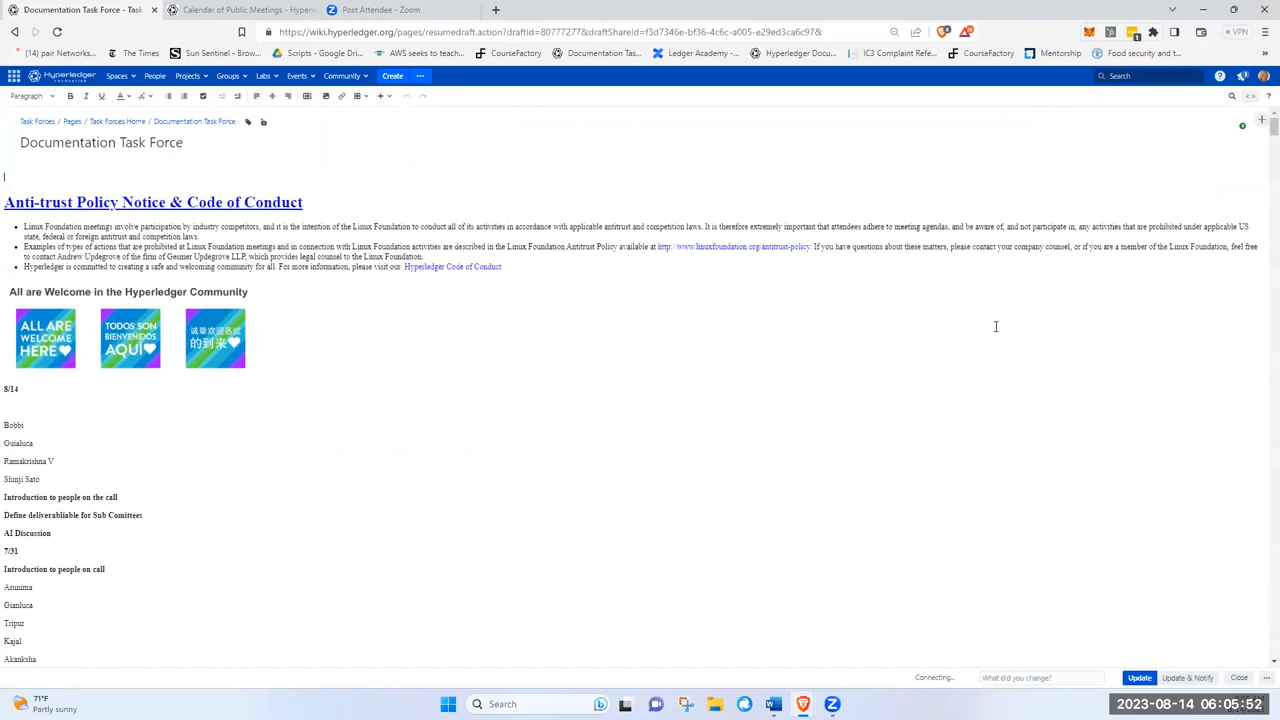 Documentation Task Force - Task
Calendar of Public Meetings - Hyperl
Post Attendee - Zoom
https://wiki.hyperledger.org/pages/resumedraft.action?draftId=80777277&draftShareId=f3d7346e-bf36-4c6c-a005-e29ed3ca6c97&
VPN
(14) pair Networ... The Times Sun Sentinel - Brow... Scripts - Google Dri... AWS seeks to teach... CourseFactory Documentation Tas... Ledger Academy -... Hyperledger Docu... IC3 Complaint Refe... CourseFactory Mentorship Food security and t...
HYPERLEDGER FOUNDATION Spaces People Projects Groups Labs Events Community Create ... Search
Paragraph B I U A
Task Forces / Pages / Task Forces Home / Documentation Task Force
Documentation Task Force
Anti-trust Policy Notice & Code of Conduct
Linux Foundation meetings involve participation by industry competitors, and it is the intention of the Linux Foundation to conduct all of its activities in accordance with applicable antitrust and competition laws. It is therefore extremely important that attendees adhere to meeting agendas, and be aware of, and not participate in, any activities that are prohibited under applicable US
state, federal or foreign antitrust and competition laws.
Examples of types of actions that are prohibited at Linux Foundation meetings and in connection with Linux Foundation activities are described in the Linux Foundation Antitrust Policy available at http://www.linuxfoundation.org/antitrust-policy. If you have questions about these matters, please contact your company counsel, or if you are a member of the Linux Foundation, feel free
to contact Andrew Updegrove of the firm of Gesmer Updegrove LLP, which provides legal counsel to the Linux Foundation.
Hyperledger is committed to creating a safe and welcoming community for all. For more information, please visit our Hyperledger Code of Conduct
All are Welcome in the Hyperledger Community
ALL ARE
WELCOME
HERE
TODOS SON
BIENVENIDOS
AQUÍ
诚挚欢迎各位
的到来
8/14
Bobbi
Guialuca
Ramakrishna V
Shinji Sato
Introduction to people on the call
Define deliverabliable for Sub Comittees
AI Discussion
7/31
Introduction to people on call
Arunima
Gianluca
Tripur
Kajal
Akanksha
Connecting... What did you change? Update Update & Notify Close ...
71°F
Partly sunny
Search
2023-08-14 06:05:52